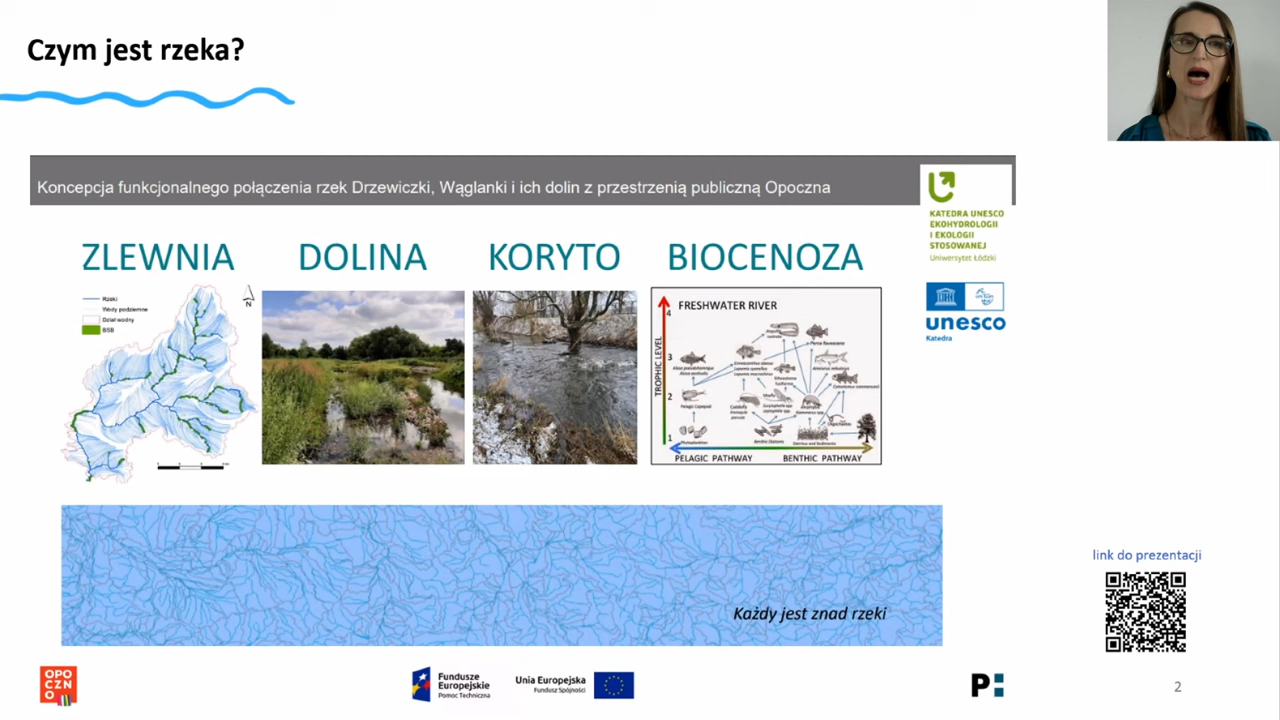 Czym jest rzeka?
Koncepcja funkcjonalnego połączenia rzek Drzewiczki, Wąglanki i ich dolin z przestrzenią publiczną Opoczna
KATEDRA UNESCO
EKOHYDROLOGII
I EKOLOGII
STOSOWANEJ
Uniwersytet Łódzki
unesco
Katedra
ZLEWNIA
DOLINA
KORYTO
BIOCENOZA
Rzeki
Wody podziemne
Dział wodny
BSB
N
FRESHWATER RIVER
TROPHIC LEVEL
4
3
2
1
PELAGIC PATHWAY
BENTHIC PATHWAY
Każdy jest znad rzeki
link do prezentacji
OPO
CZN
O
Fundusze
Europejskie
Pomoc Techniczna
Unia Europejska
Fundusz Spójności
P
2